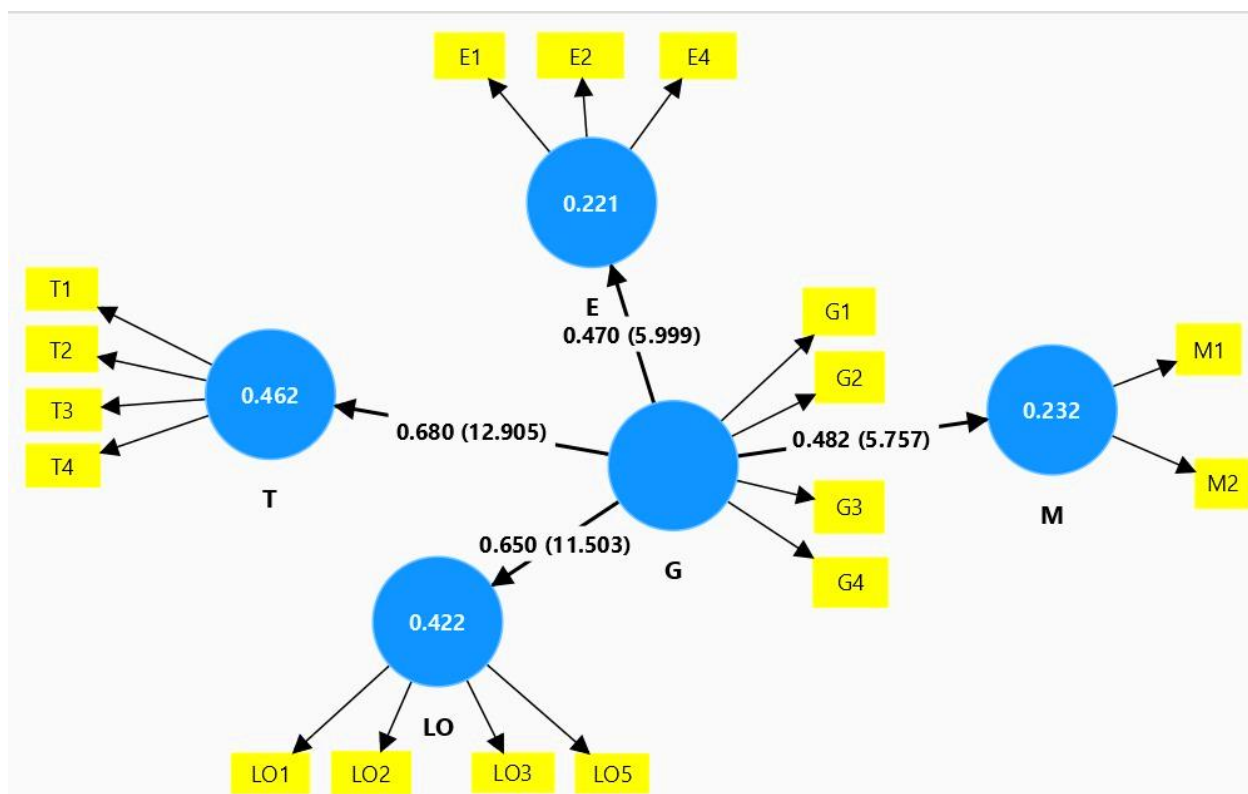 E1
E2
E4
0.221
E
0.470 (5.999)
T1
T2
T3
T4
0.462
T
0.680 (12.905)
G1
G2
G3
G4
G
0.482 (5.757)
M1
M2
0.232
M
0.650 (11.503)
0.422
LO
LO1
LO2
LO3
LO5